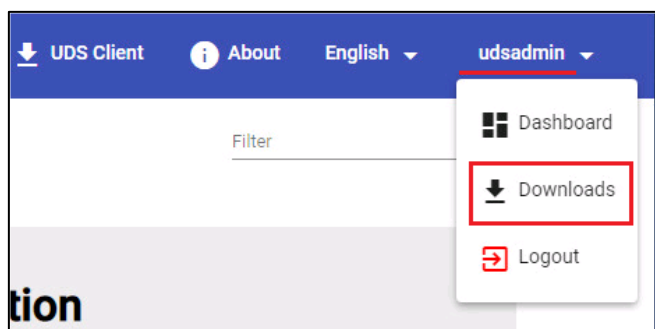 UDS Client About English udsadmin
Filter
Dashboard
Downloads
Logout
tion